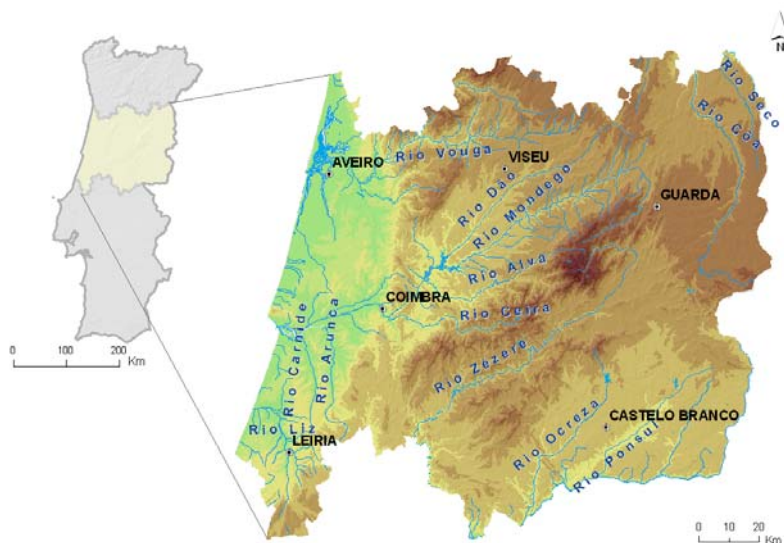 N
Rio Seco
Rio Côa
AVEIRO
Rio Vouga
VISEU
Rio Dão
Rio Mondego
GUARDA
Rio Alva
COIMBRA
Rio Ceira
Rio Carnide
Rio Arunca
Rio Zêzere
0 100 200
Km
CASTELO BRANCO
Rio Liz
LEIRIA
Rio Ocreza
Rio Ponsul
0 10 20
Km